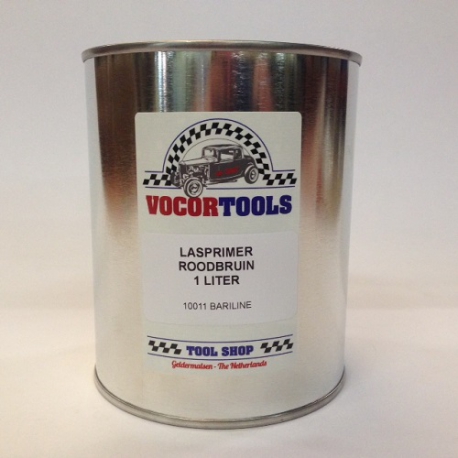 VOCORTOOLS
LASPRIMER
ROODBRUIN
1 LITER
10011 BARILINE
TOOL SHOP
Geldermalsen - The Netherlands